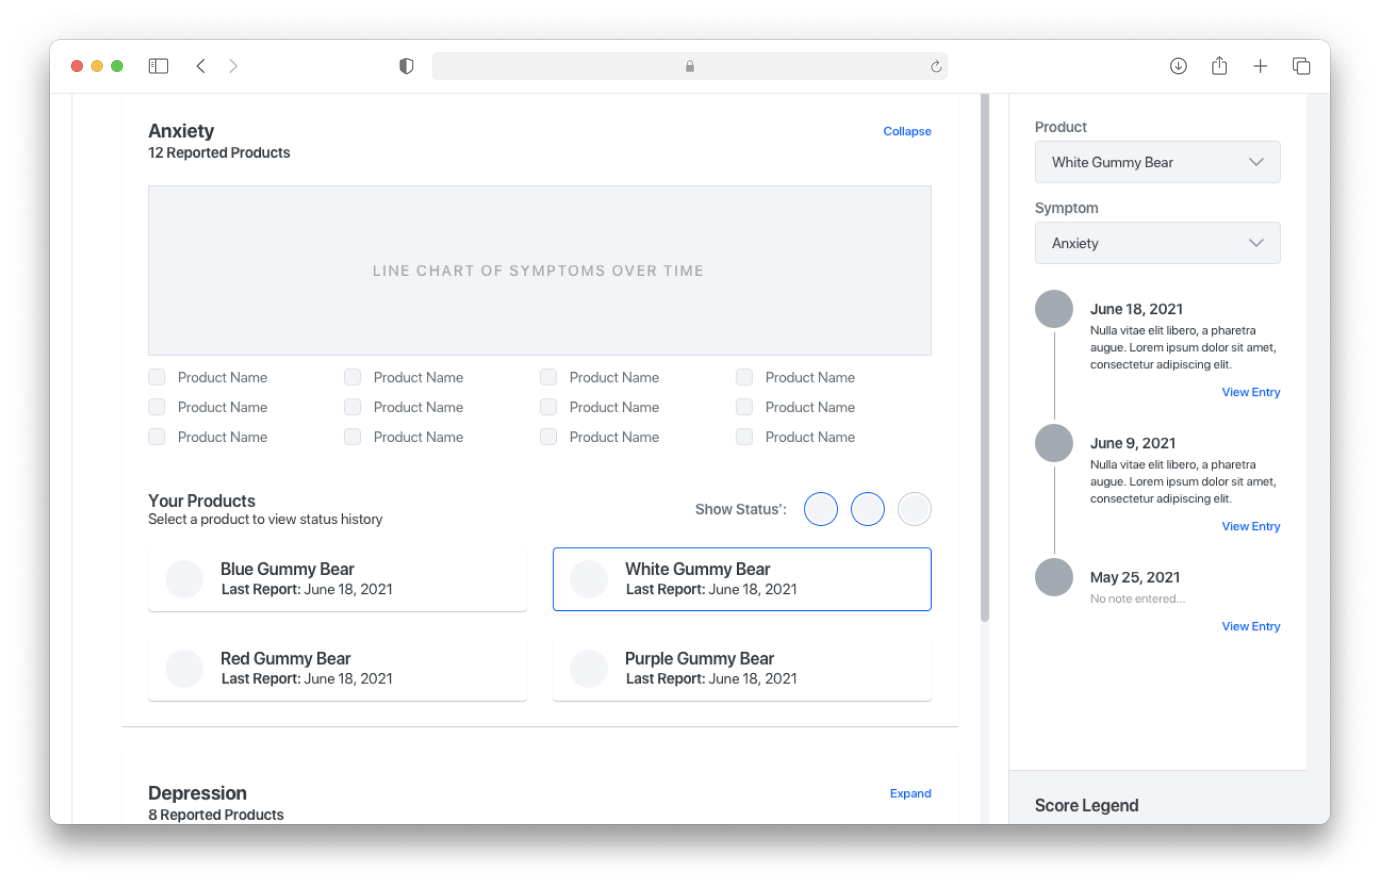 Anxiety
Collapse
12 Reported Products
LINE CHART OF SYMPTOMS OVER TIME
Product Name Product Name Product Name Product Name
Product Name Product Name Product Name Product Name
Product Name Product Name Product Name Product Name
Your Products
Select a product to view status history
Show Status':
Blue Gummy Bear
Last Report: June 18, 2021
White Gummy Bear
Last Report: June 18, 2021
Red Gummy Bear
Last Report: June 18, 2021
Purple Gummy Bear
Last Report: June 18, 2021
Depression
Expand
8 Reported Products
Product
White Gummy Bear
Symptom
Anxiety
June 18, 2021
Nulla vitae elit libero, a pharetra
augue. Lorem ipsum dolor sit amet,
consectetur adipiscing elit.
View Entry
June 9, 2021
Nulla vitae elit libero, a pharetra
augue. Lorem ipsum dolor sit amet,
consectetur adipiscing elit.
View Entry
May 25, 2021
No note entered...
View Entry
Score Legend